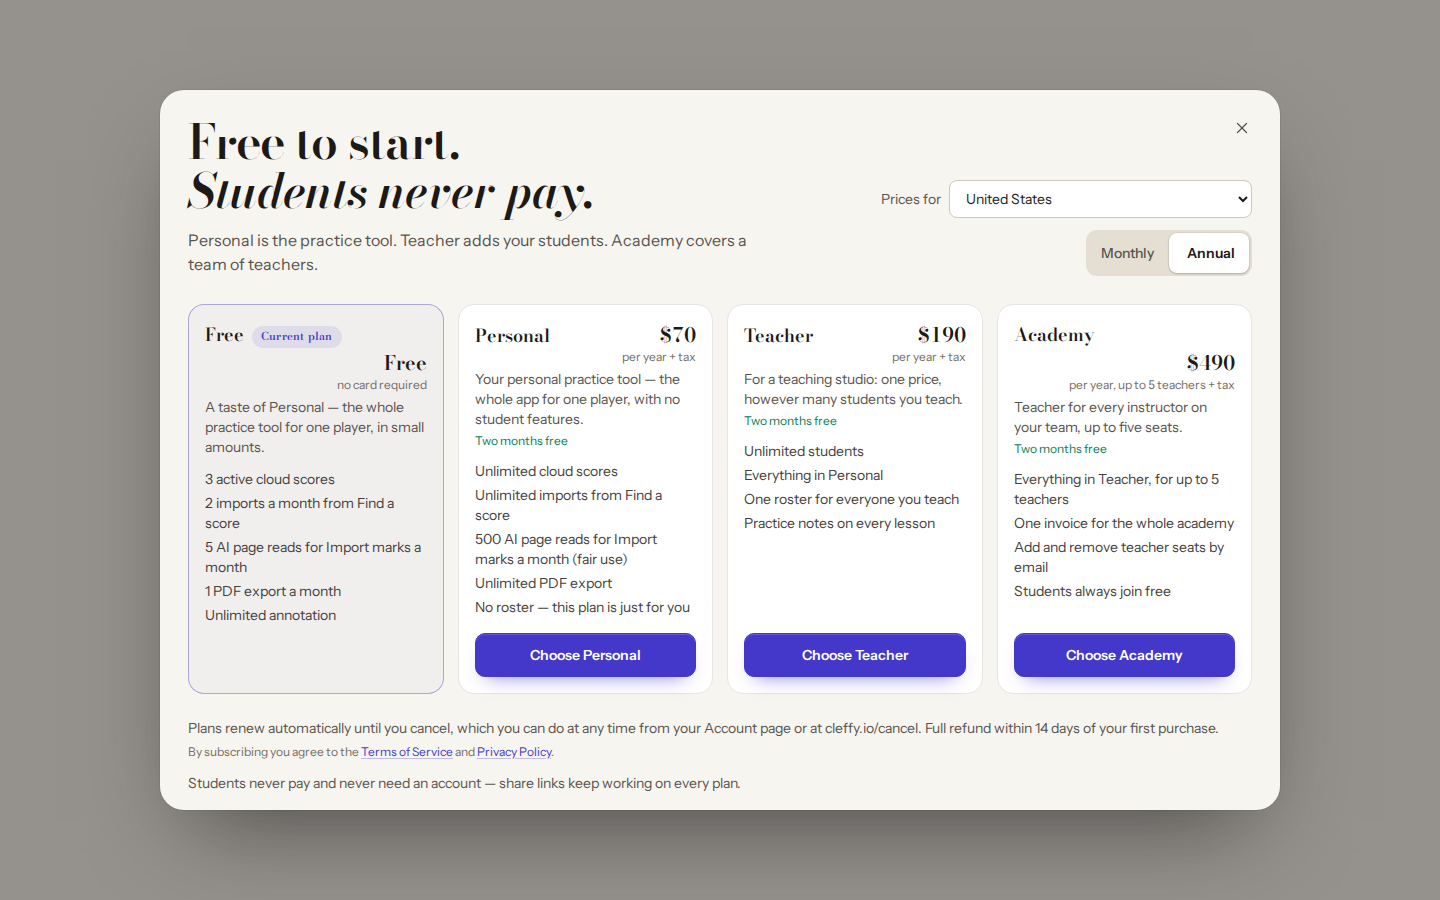 Free to start.
Students never pay.
Personal is the practice tool. Teacher adds your students. Academy covers a
team of teachers.
Prices for
United States
Monthly
Annual
Free
Current plan
Free
no card required
A taste of Personal — the whole
practice tool for one player, in small
amounts.
3 active cloud scores
2 imports a month from Find a
score
5 AI page reads for Import marks a
month
1 PDF export a month
Unlimited annotation
Personal
$70
per year + tax
Your personal practice tool — the
whole app for one player, with no
student features.
Two months free
Unlimited cloud scores
Unlimited imports from Find a
score
500 AI page reads for Import
marks a month (fair use)
Unlimited PDF export
No roster — this plan is just for you
Choose Personal
Teacher
$190
per year + tax
For a teaching studio: one price,
however many students you teach.
Two months free
Unlimited students
Everything in Personal
One roster for everyone you teach
Practice notes on every lesson
Choose Teacher
Academy
$490
per year, up to 5 teachers + tax
Teacher for every instructor on
your team, up to five seats.
Two months free
Everything in Teacher, for up to 5
teachers
One invoice for the whole academy
Add and remove teacher seats by
email
Students always join free
Choose Academy
Plans renew automatically until you cancel, which you can do at any time from your Account page or at cleffy.io/cancel. Full refund within 14 days of your first purchase.
By subscribing you agree to the Terms of Service and Privacy Policy.
Students never pay and never need an account — share links keep working on every plan.